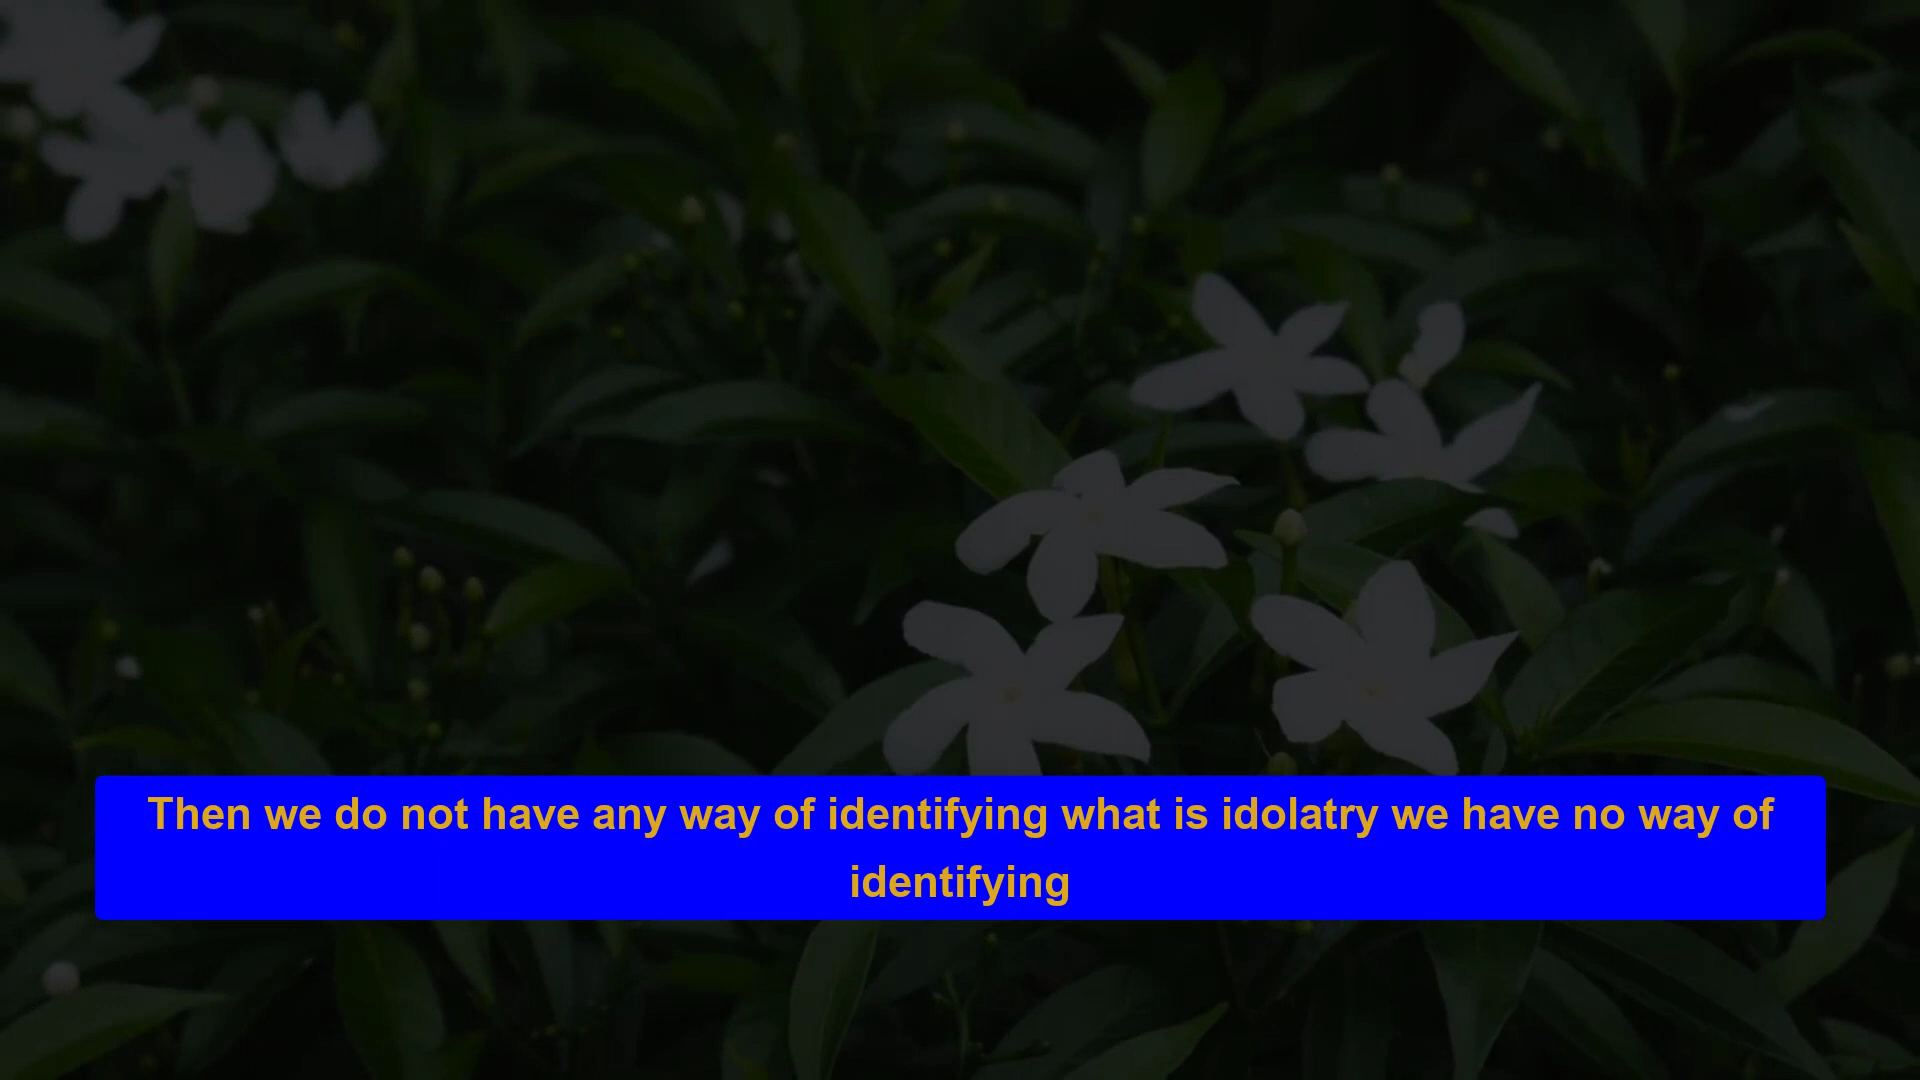 Then we do not have any way of identifying what is idolatry we have no way of
identifying